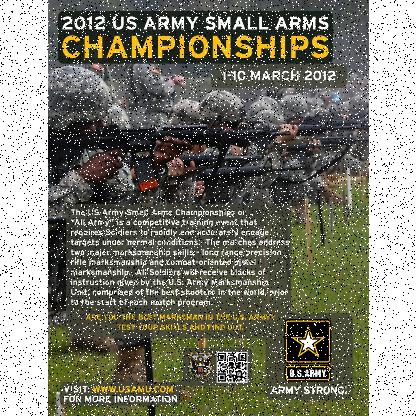 2012 US ARMY SMALL ARMS
CHAMPIONSHIPS
1-10 MARCH 2012
The U.S. Army Small Arms Championships or
"All Army" is a competitive training event that
requires Soldiers to rapidly and accurately engage
targets under normal conditions. The matches address
two major marksmanship skills: long range precision
rifle marksmanship and combat-oriented
marksmanship. All Soldiers will receive blocks of
instruction given by the U.S. Army Marksmanship
Unit, comprised of the best shooters in the world, prior
to the start of each match program.
ARE YOU THE BEST MARKSMAN IN THE U.S. ARMY?
TEST YOUR SKILLS AND FIND OUT.
U.S.ARMY
VISIT: WWW.USAMU.COM
FOR MORE INFORMATION
ARMY STRONG.